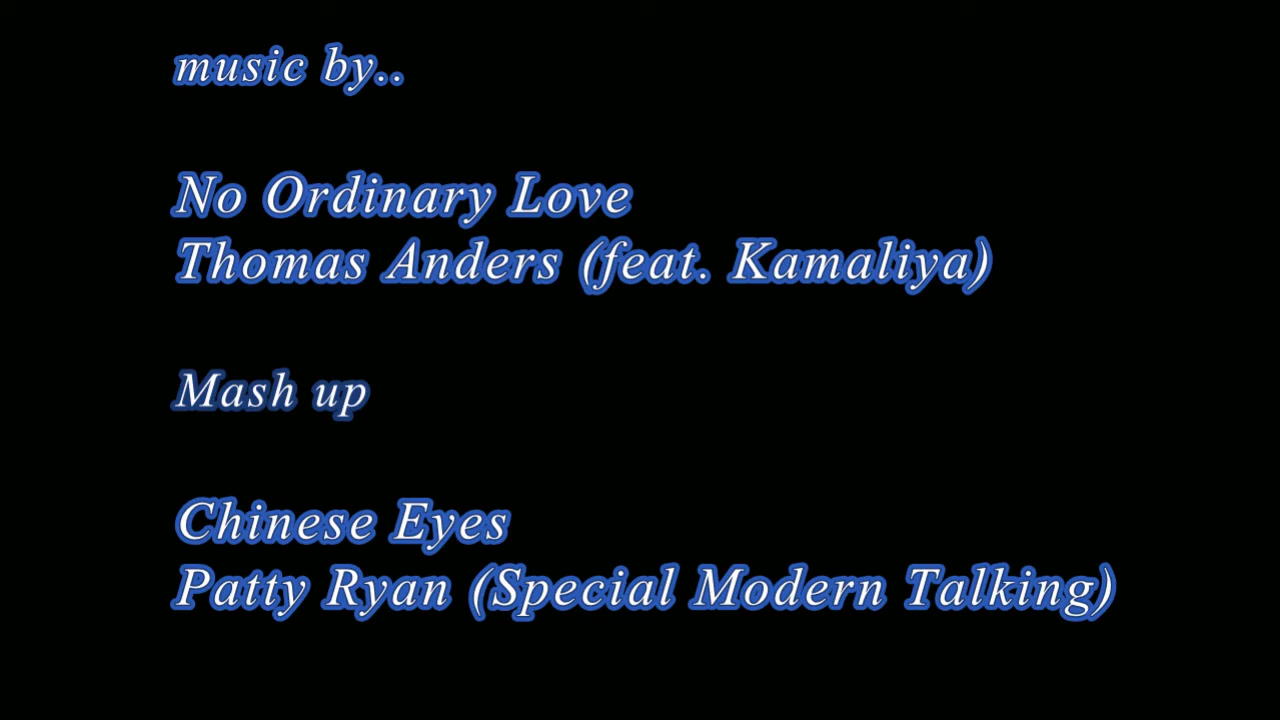 music by..
No Ordinary Love
Thomas Anders (feat. Kamaliya)
Mash up
Chinese Eyes
Patty Ryan (Special Modern Talking)